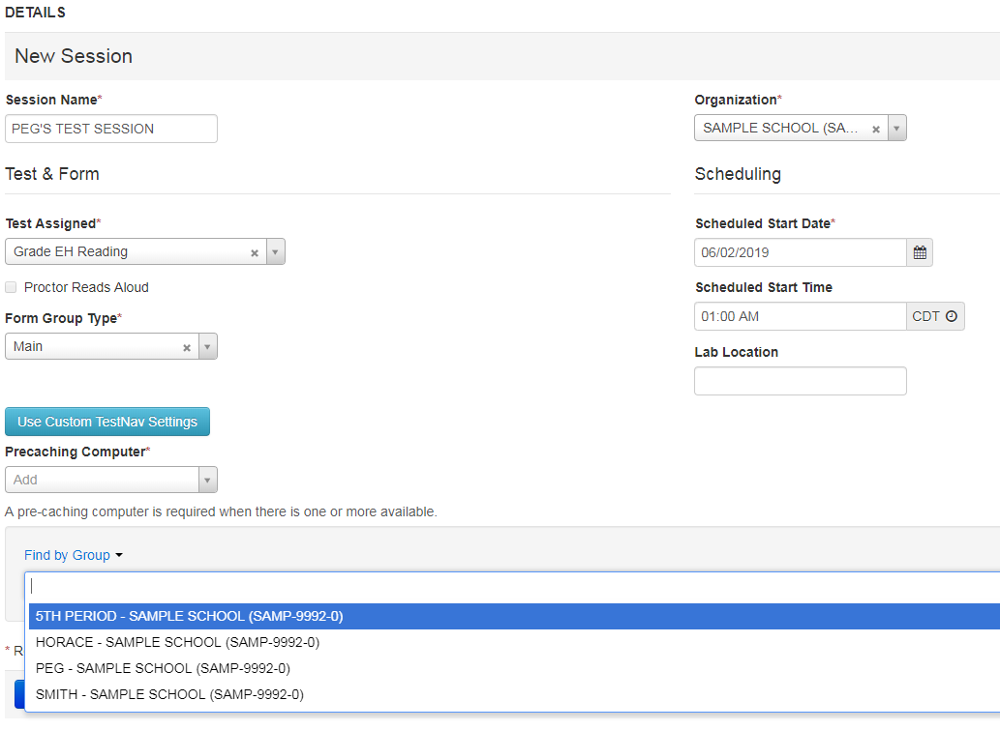 DETAILS
New Session
Session Name*
PEG'S TEST SESSION
Organization*
SAMPLE SCHOOL (SA...
Test & Form
Test Assigned*
Grade EH Reading
Proctor Reads Aloud
Form Group Type*
Main
Scheduling
Scheduled Start Date*
06/02/2019
Scheduled Start Time
01:00 AM CDT
Lab Location
Use Custom TestNav Settings
Precaching Computer*
Add
A pre-caching computer is required when there is one or more available.
Find by Group
5TH PERIOD - SAMPLE SCHOOL (SAMP-9992-0)
HORACE - SAMPLE SCHOOL (SAMP-9992-0)
PEG - SAMPLE SCHOOL (SAMP-9992-0)
SMITH - SAMPLE SCHOOL (SAMP-9992-0)
* R